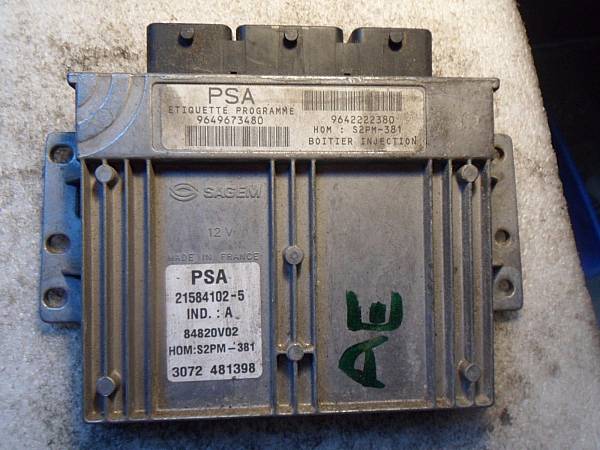 PSA
ETIQUETTE PROGRAMME
9649673480
9642222380
HOM : S2PM-381
BOITIER INJECTION
SAGEM
12 V
MADE IN FRANCE
PSA
21584102-5
IND. : A
84820V02
HOM:S2PM-381
3072 481398
AE